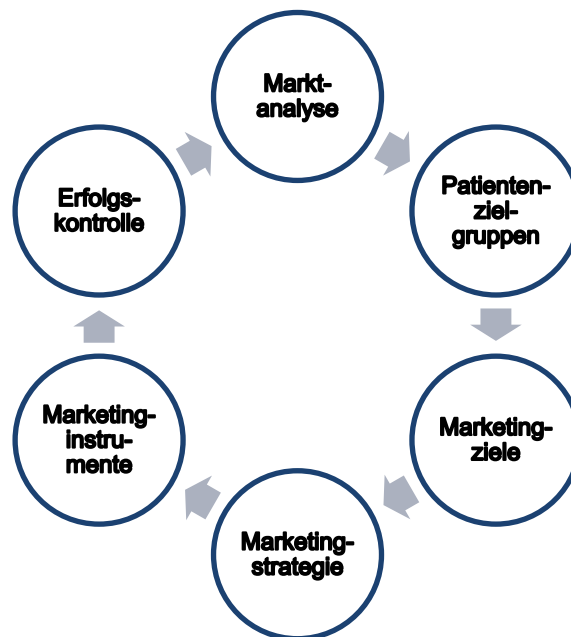 Markt-
analyse
Patienten-
ziel-
gruppen
Marketing-
ziele
Marketing-
strategie
Marketing-
instru-
mente
Erfolgs-
kontrolle